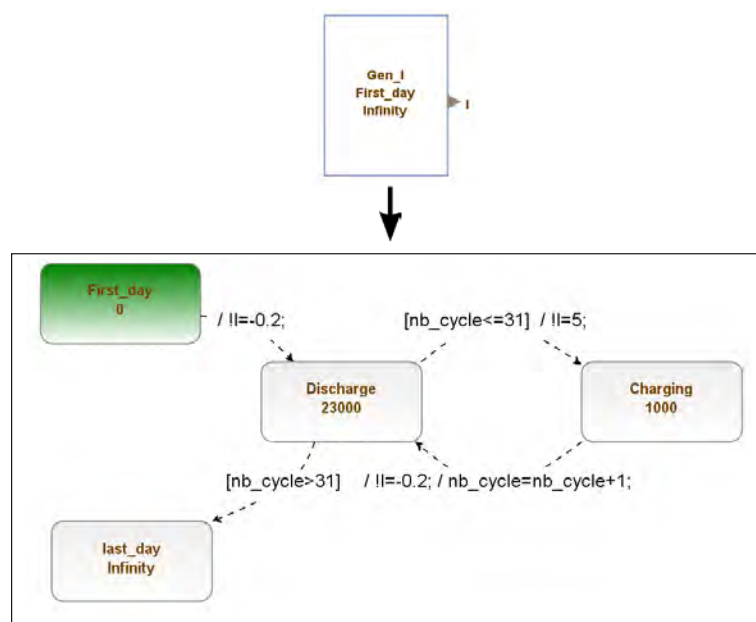 Gen_I
First_day
Infinity
I
First_day
0
/ !I=-0.2;
[nb_cycle<=31] / !I=5;
Discharge
23000
Charging
1000
[nb_cycle>31] / !I=-0.2; / nb_cycle=nb_cycle+1;
last_day
Infinity